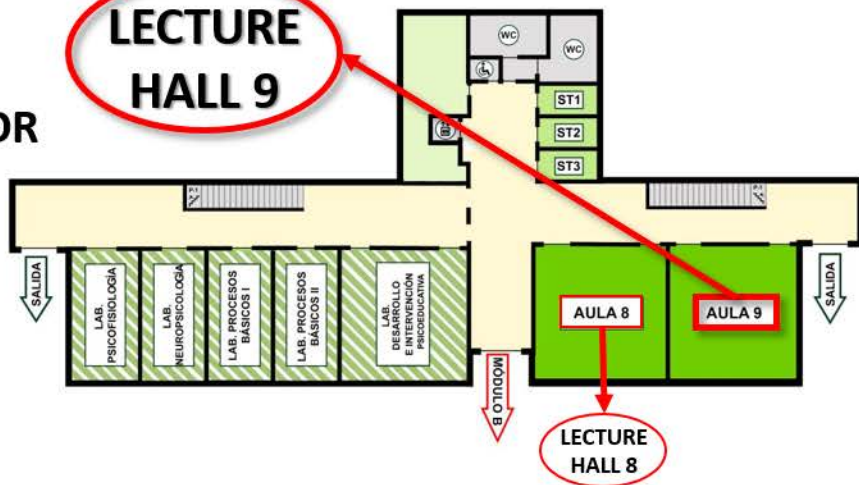 LECTURE
HALL 9
OR
WC
WC
ST1
ST2
ST3
SALIDA
LAB.
PSICOFISIOLOGÍA
LAB.
NEUROPSICOLOGÍA
LAB. PROCESOS
BÁSICOS I
LAB. PROCESOS
BÁSICOS II
LAB.
DESARROLLO
E INTERVENCIÓN
PSICOEDUCATIVA
MÓDULO B
AULA 8
AULA 9
SALIDA
LECTURE
HALL 8